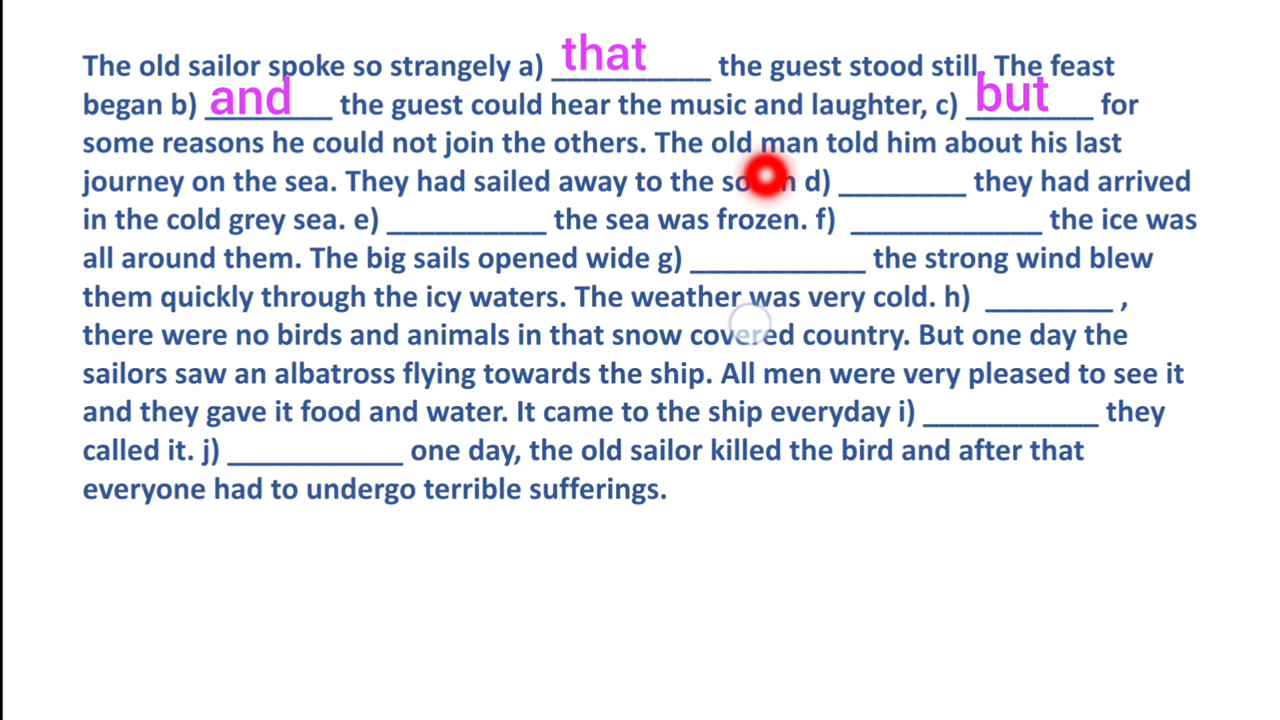 The old sailor spoke so strangely a) that the guest stood still. The feast
began b) and the guest could hear the music and laughter, c) but for
some reasons he could not join the others. The old man told him about his last
journey on the sea. They had sailed away to the d) ________ they had arrived
in the cold grey sea. e) __________ the sea was frozen. f) ____________ the ice was
all around them. The big sails opened wide g) ___________ the strong wind blew
them quickly through the icy waters. The weather was very cold. h) ________ ,
there were no birds and animals in that snow covered country. But one day the
sailors saw an albatross flying towards the ship. All men were very pleased to see it
and they gave it food and water. It came to the ship everyday i) ___________ they
called it. j) ___________ one day, the old sailor killed the bird and after that
everyone had to undergo terrible sufferings.